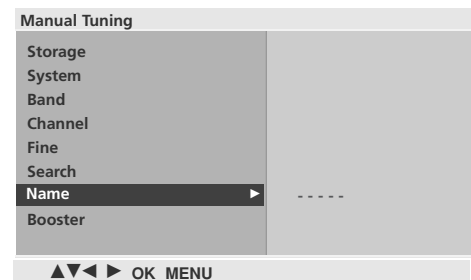 Manual Tuning
Storage
System
Band
Channel
Fine
Search
Name ► - - - - -
Booster
▲▼◄ ► OK MENU